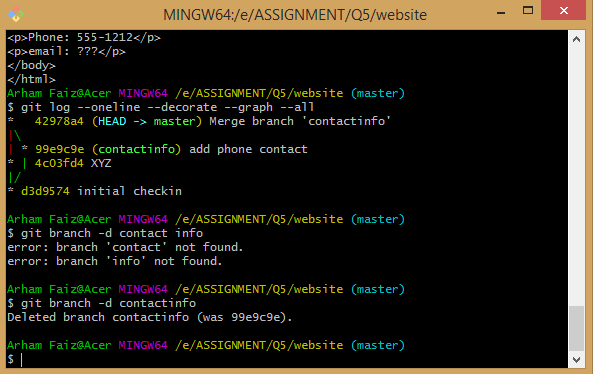 MINGW64:/e/ASSIGNMENT/Q5/website
<p>Phone: 555-1212</p>
<p>email: ???</p>
</body>
</html>
Arham Faiz@Acer MINGW64 /e/ASSIGNMENT/Q5/website (master)
$ git log --oneline --decorate --graph --all
*   42978a4 (HEAD -> master) Merge branch 'contactinfo'
|\
| * 99e9c9e (contactinfo) add phone contact
* | 4c03fd4 XYZ
|/
* d3d9574 initial checkin
Arham Faiz@Acer MINGW64 /e/ASSIGNMENT/Q5/website (master)
$ git branch -d contact info
error: branch 'contact' not found.
error: branch 'info' not found.
Arham Faiz@Acer MINGW64 /e/ASSIGNMENT/Q5/website (master)
$ git branch -d contactinfo
Deleted branch contactinfo (was 99e9c9e).
Arham Faiz@Acer MINGW64 /e/ASSIGNMENT/Q5/website (master)
$